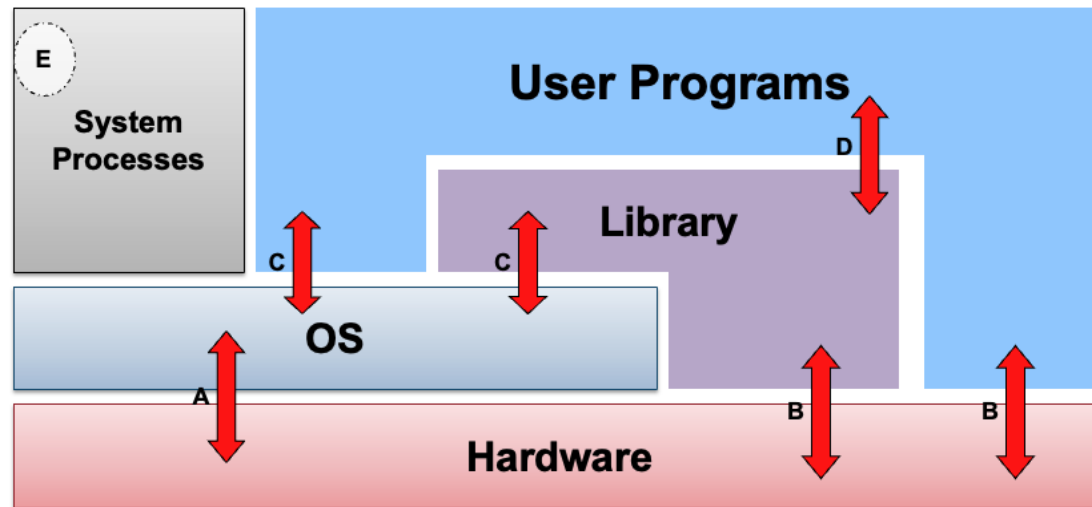 E
System
Processes
User Programs
D
Library
C
C
OS
A
B
B
Hardware